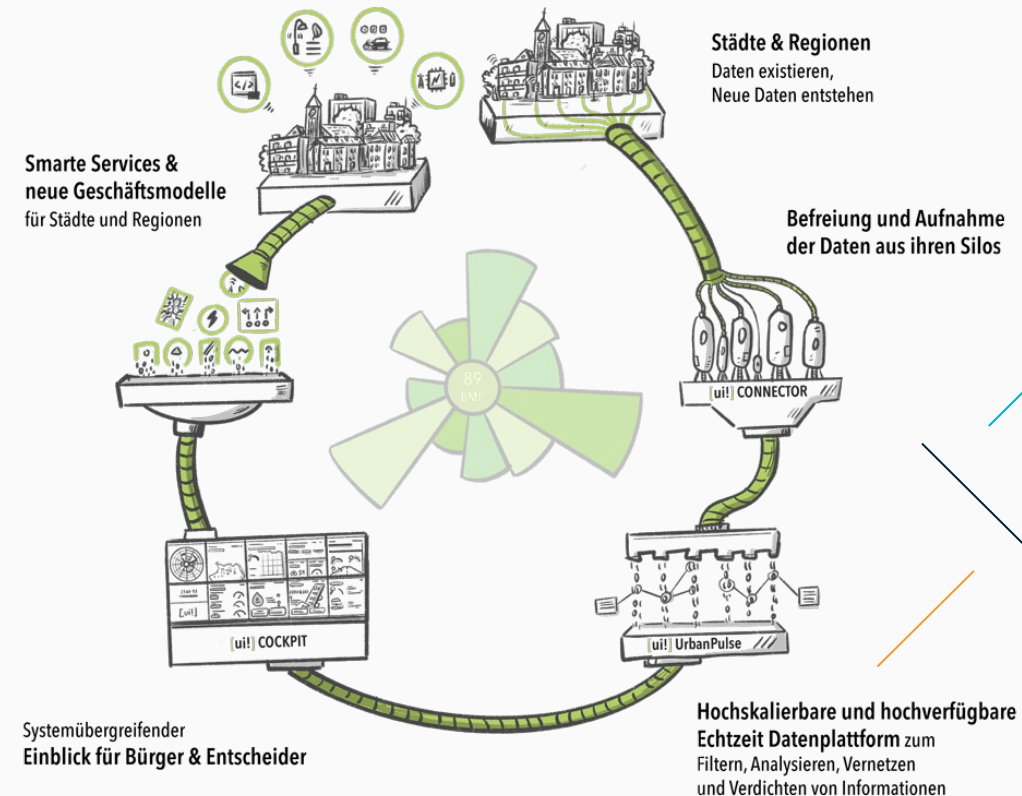 Städte & Regionen
Daten existieren,
Neue Daten entstehen
Smarte Services &
neue Geschäftsmodelle
für Städte und Regionen
Befreiung und Aufnahme
der Daten aus ihren Silos
89
EMP
[ui!] CONNECTOR
[ui!]
[ui!] COCKPIT
[ui!] UrbanPulse
Systemübergreifender
Einblick für Bürger & Entscheider
Hochskalierbare und hochverfügbare
Echtzeit Datenplattform zum
Filtern, Analysieren, Vernetzen
und Verdichten von Informationen